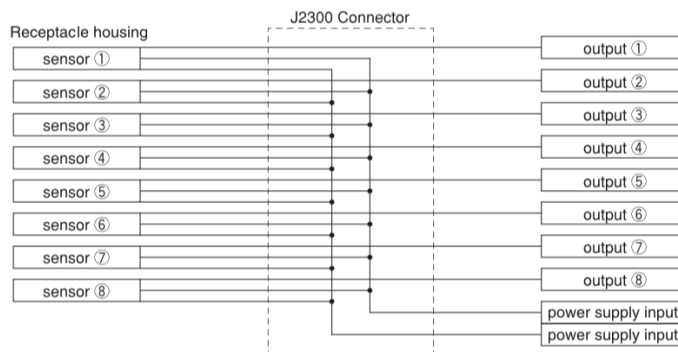 J2300 Connector
Receptacle housing
sensor ①
output ①
sensor ②
output ②
sensor ③
output ③
sensor ④
output ④
sensor ⑤
output ⑤
sensor ⑥
output ⑥
sensor ⑦
output ⑦
sensor ⑧
output ⑧
power supply input
power supply input